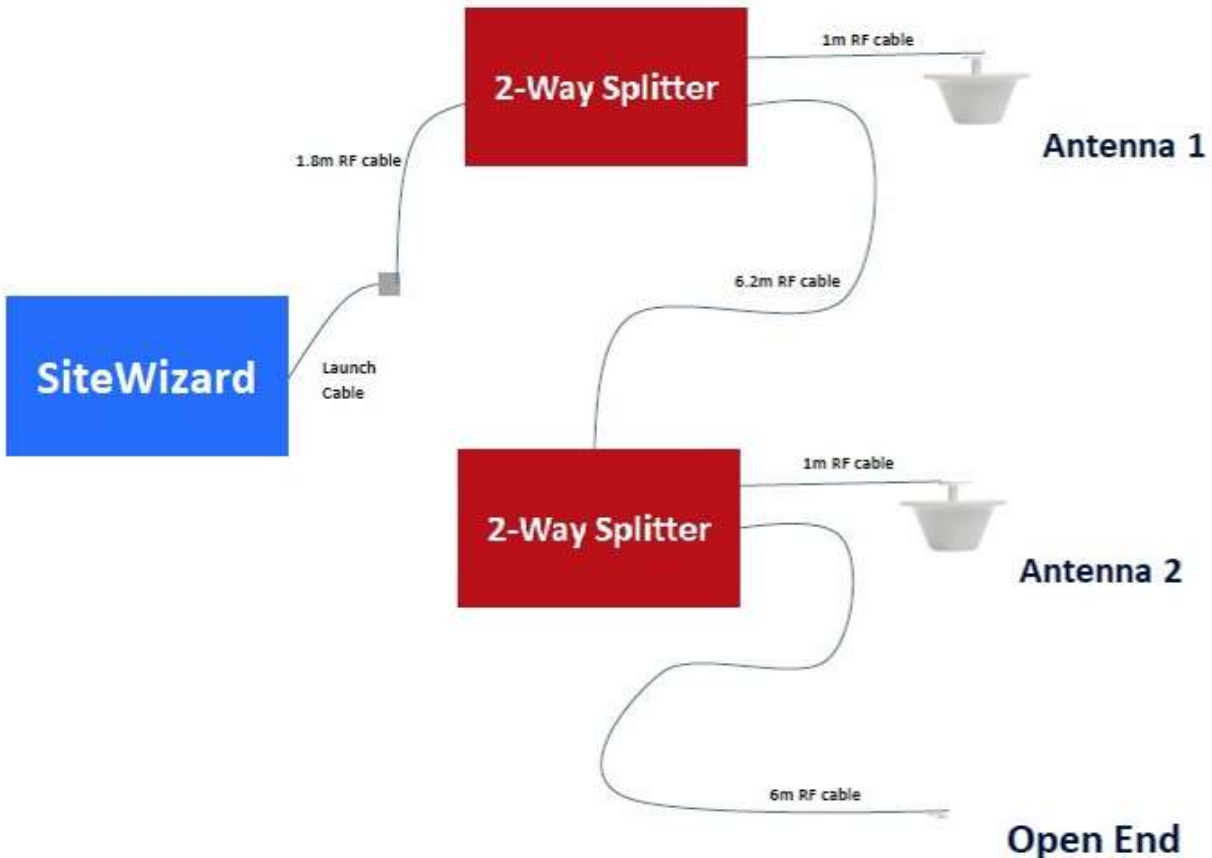 1m RF cable
2-Way Splitter
Antenna 1
1.8m RF cable
6.2m RF cable
SiteWizard
Launch
Cable
1m RF cable
2-Way Splitter
Antenna 2
6m RF cable
Open End